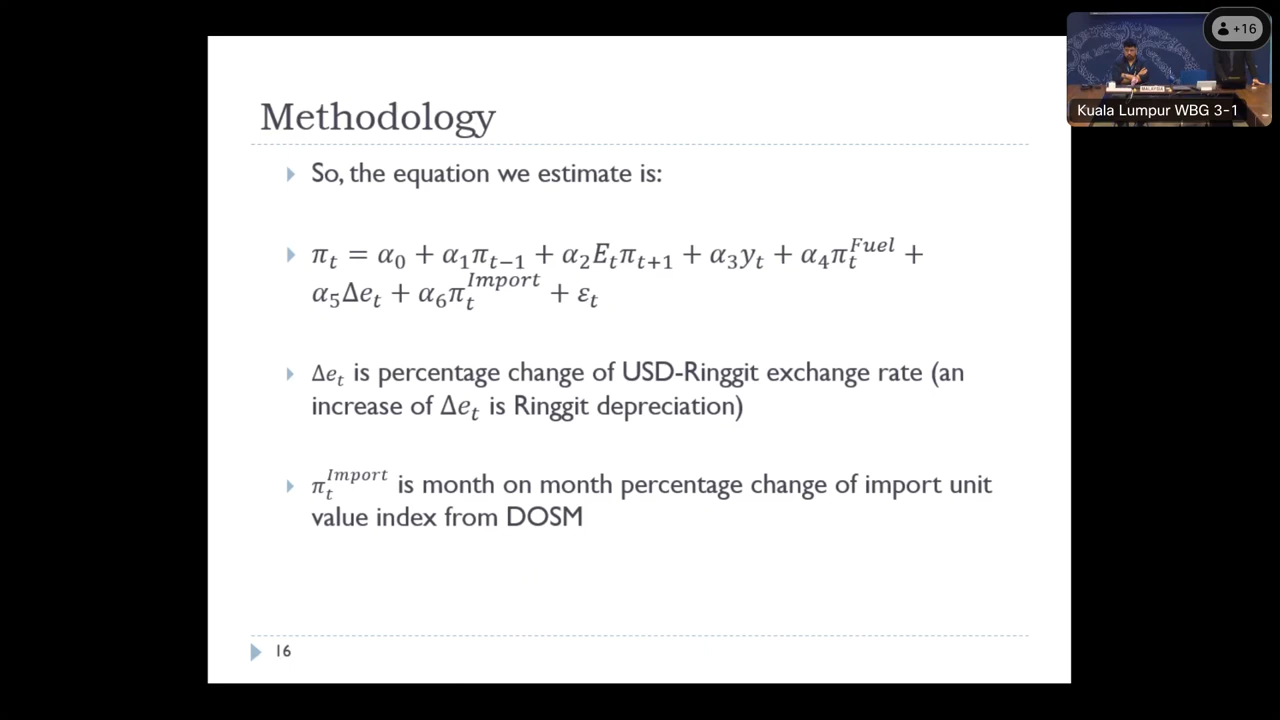 +16
Kuala Lumpur WBG 3-1
MALAYSIA
Methodology
So, the equation we estimate is:
π_t = α_0 + α_1π_{t−1} + α_2E_tπ_{t+1} + α_3y_t + α_4π_t^{Fuel} +
α_5Δe_t + α_6π_t^{Import} + ε_t
Δe_t is percentage change of USD-Ringgit exchange rate (an
increase of Δe_t is Ringgit depreciation)
π_t^{Import} is month on month percentage change of import unit
value index from DOSM
16